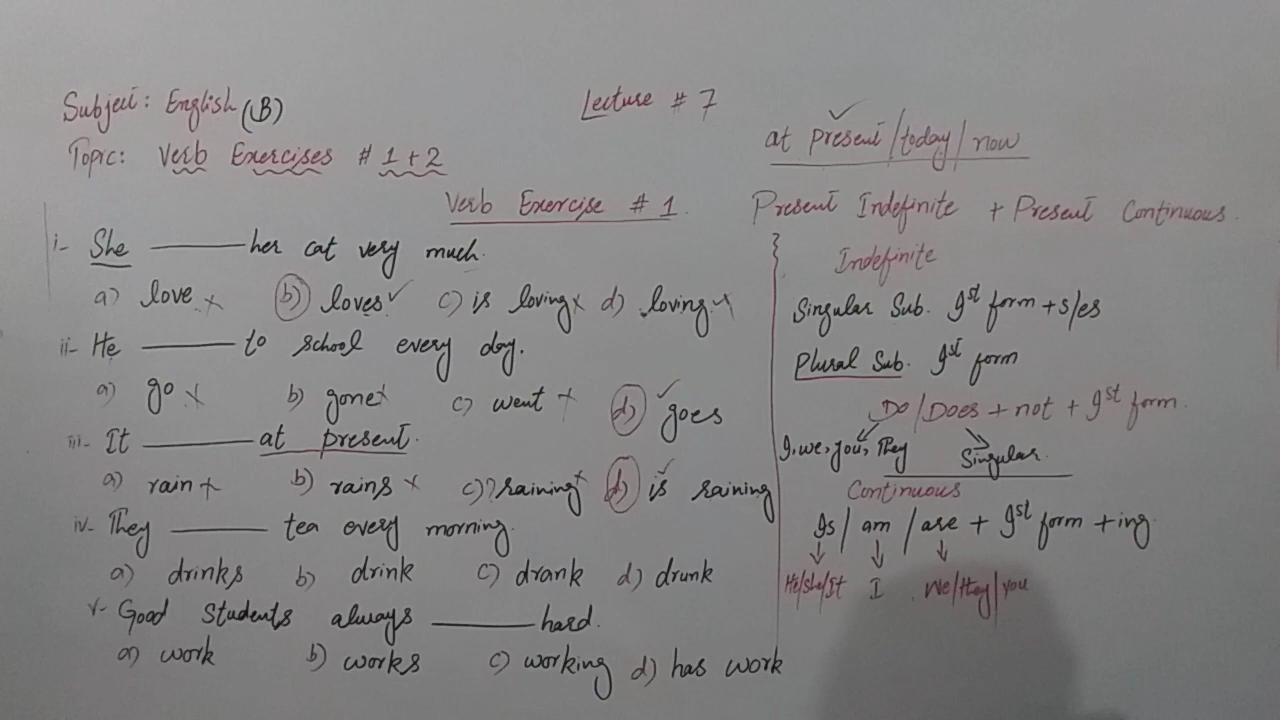 Subject: English (B)
Lecture # 7
Topic: Verb Exercises # 1+2
Verb Exercise # 1.
i- She ______ her cat very much.
a) love × b) loves ✓ c) is loving × d) loving ×
ii- He ______ to school every day.
a) go × b) gone × c) went × d) goes ✓
iii- It ______ at present.
a) rain × b) rains × c) raining × d) is raining ✓
iv- They ______ tea every morning.
a) drinks b) drink c) drank d) drunk
v- Good Students always ______ hard.
a) work b) works c) working d) has work
✓
at present/today/now
Present Indefinite + Present Continuous.
Indefinite
Singular Sub. Ist form + s/es
Plural Sub. Ist form
Do/Does + not + Ist form.
I, we, you, They Singular.
Continuous
Is/am/are + Ist form + ing.
He/she/It I We/they/you